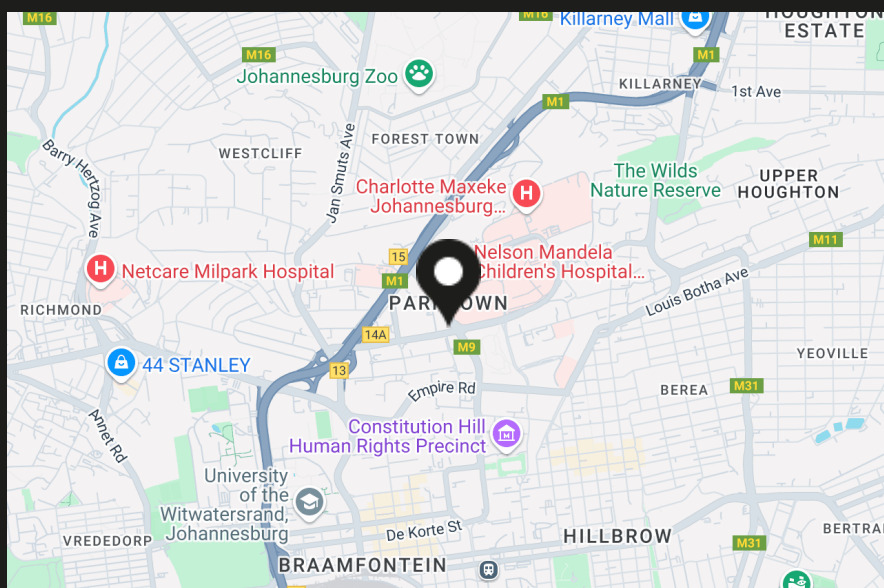 M16
M16
Killarney Mall
HOUGHTON
ESTATE
M16
M1
Johannesburg Zoo
KILLARNEY
1st Ave
M1
FOREST TOWN
WESTCLIFF
Barry Hertzog Ave
Jan Smuts Ave
The Wilds
Nature Reserve
UPPER
HOUGHTON
Charlotte Maxeke
Johannesburg...
H
M11
15
Nelson Mandela
Children's Hospital...
H
Netcare Milpark Hospital
M1
Louis Botha Ave
RICHMOND
14A
M9
44 STANLEY
13
YEOVILLE
Empire Rd
BEREA
M31
Annet Rd
Constitution Hill
Human Rights Precinct
University
of the
Witwatersrand,
Johannesburg
De Korte St
VREDEDORP
HILLBROW
M31
BRAAMFONTEIN